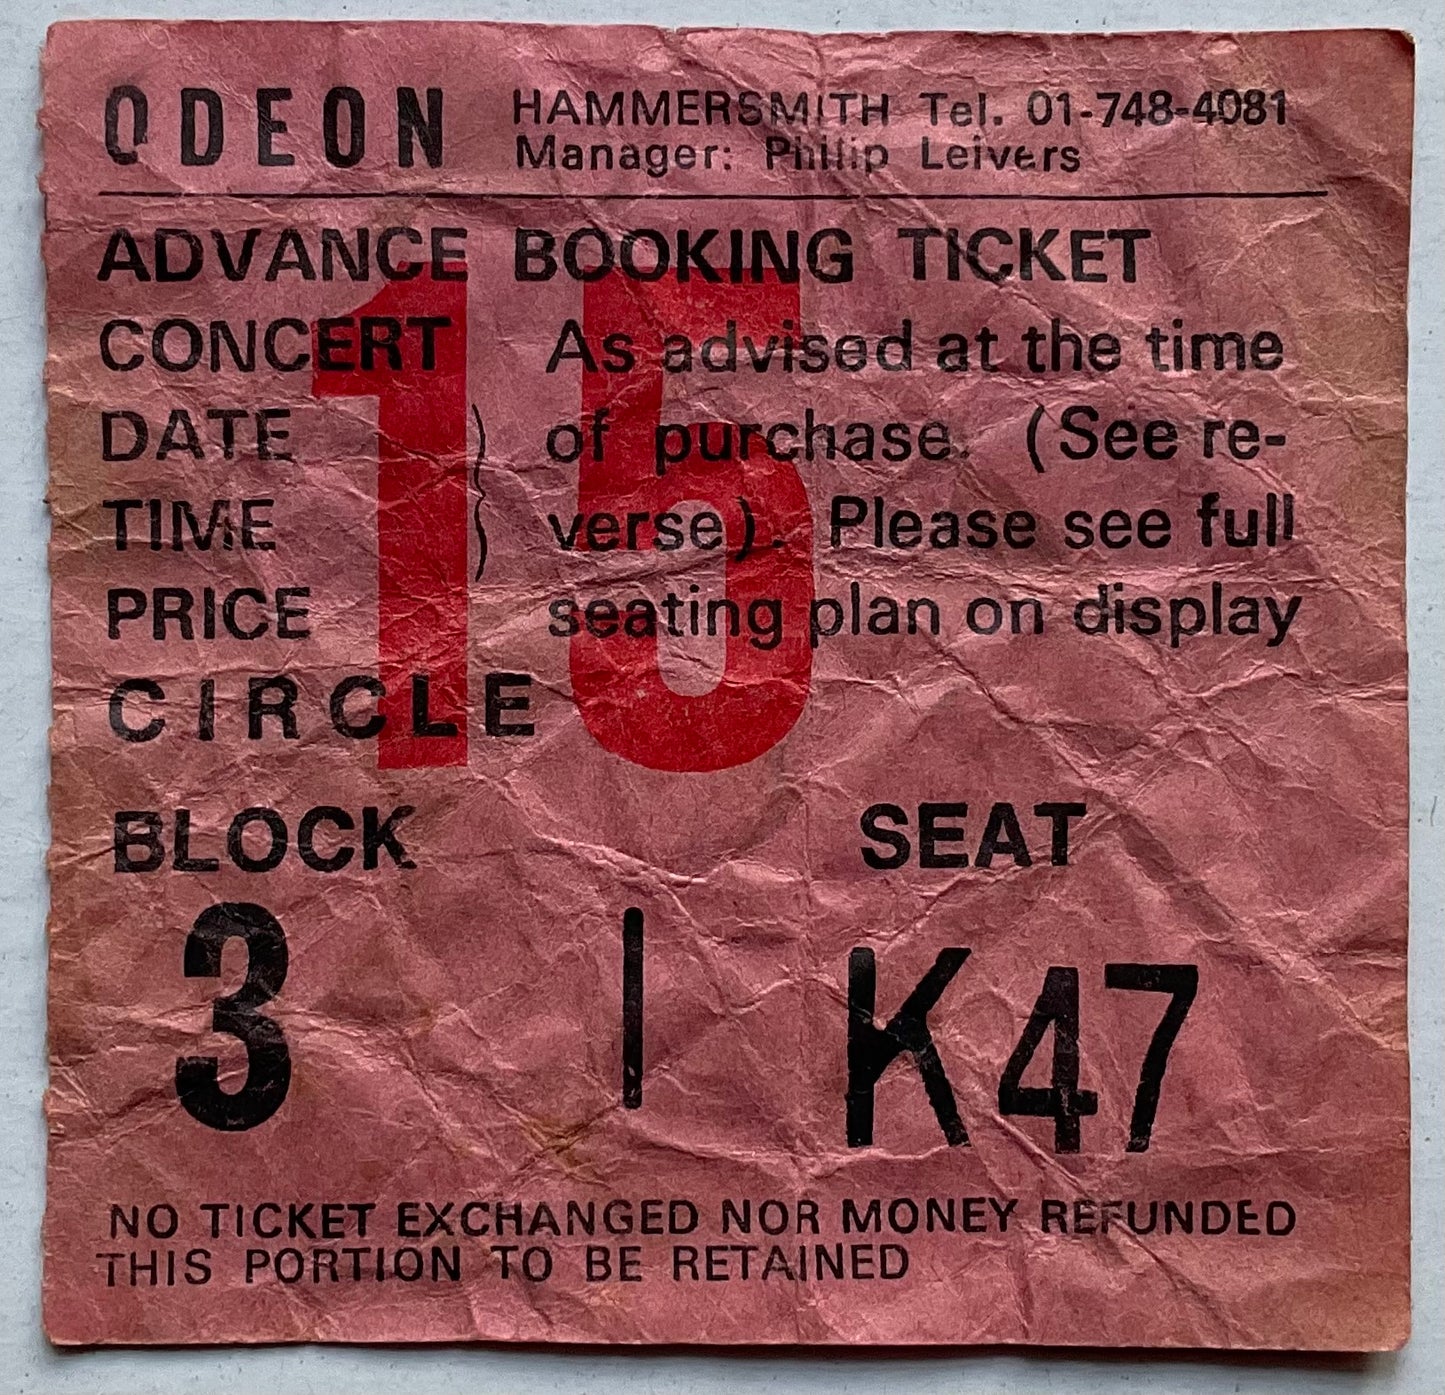 ODEON HAMMERSMITH Tel. 01-748-4081
Manager: Philip Leivers
ADVANCE BOOKING TICKET
15
CONCERT As advised at the time
DATE of purchase. (See re-
TIME verse). Please see full
PRICE seating plan on display
CIRCLE
BLOCK SEAT
3 | K47
NO TICKET EXCHANGED NOR MONEY REFUNDED
THIS PORTION TO BE RETAINED